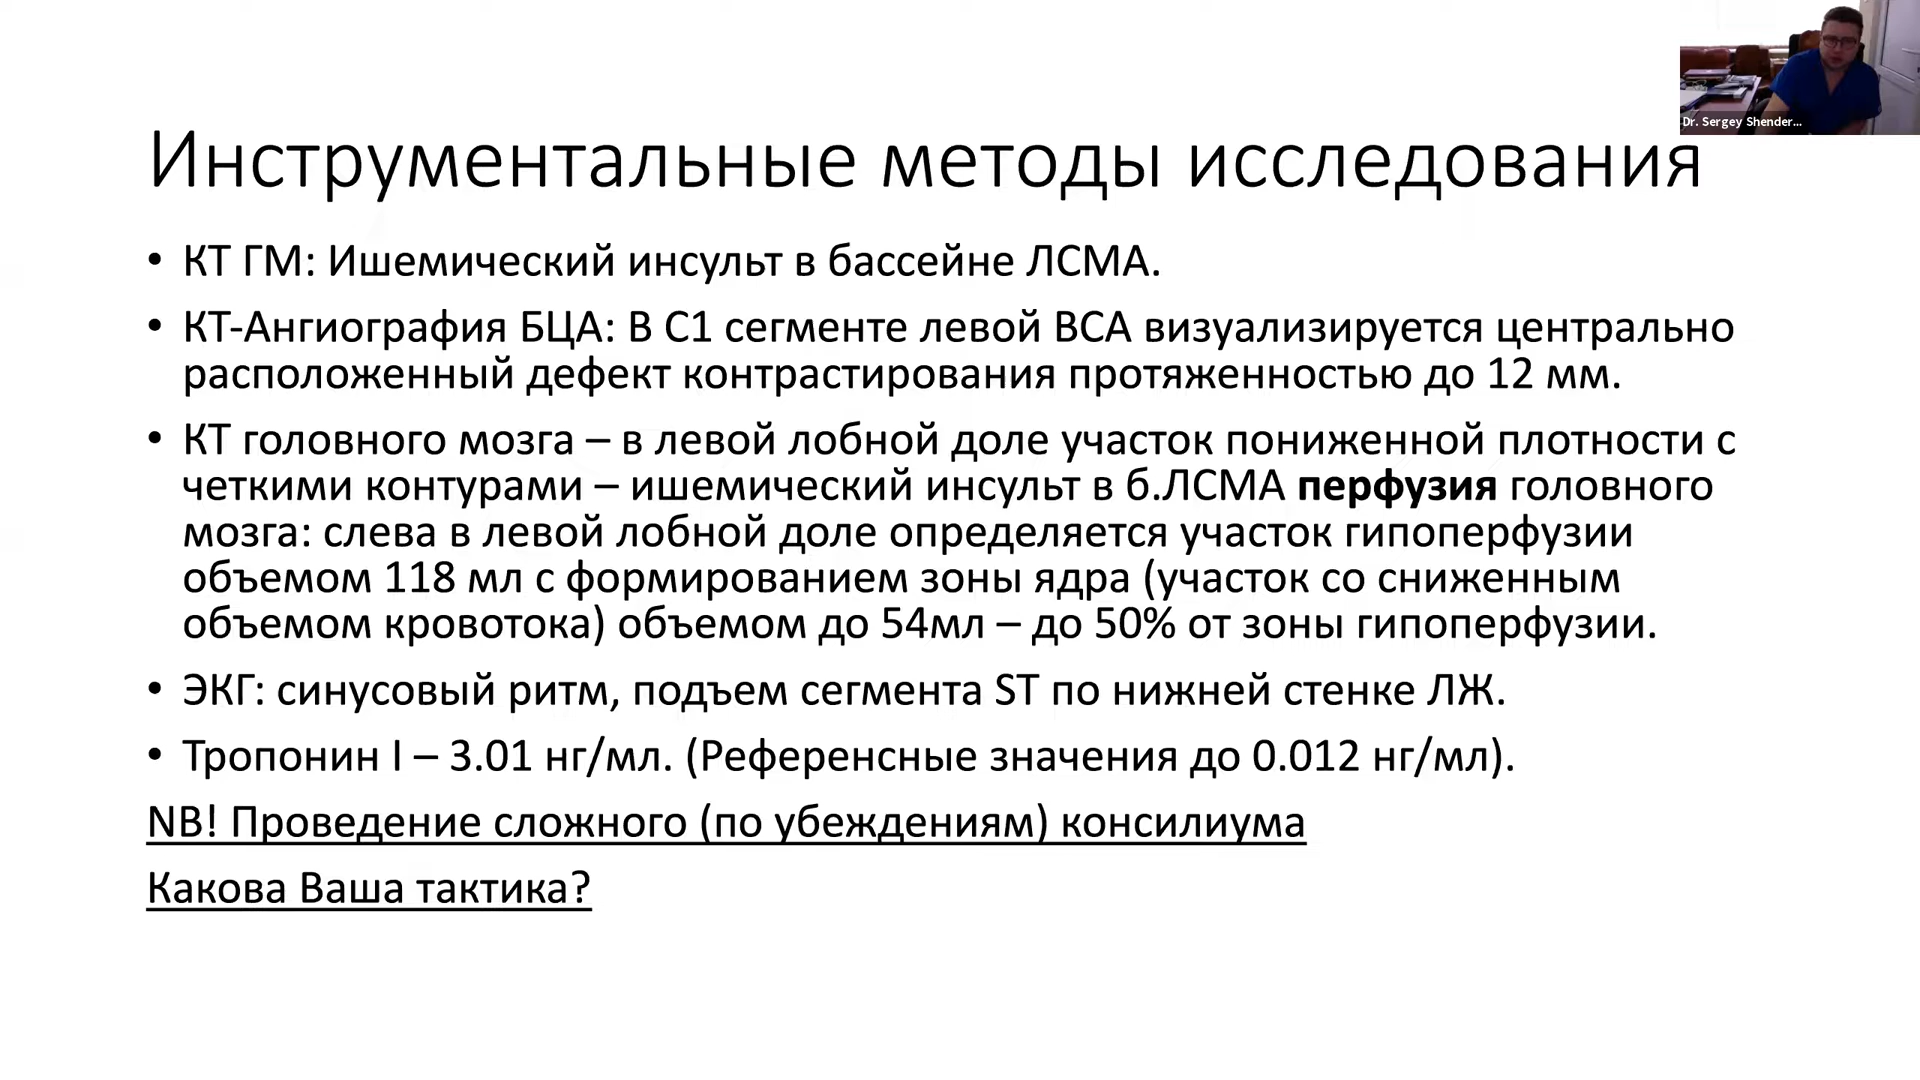 Dr. Sergey Shender...
Инструментальные методы исследования
• КТ ГМ: Ишемический инсульт в бассейне ЛСМА.
• КТ-Ангиография БЦА: В С1 сегменте левой ВСА визуализируется центрально
расположенный дефект контрастирования протяженностью до 12 мм.
• КТ головного мозга – в левой лобной доле участок пониженной плотности с
четкими контурами – ишемический инсульт в б.ЛСМА перфузия головного
мозга: слева в левой лобной доле определяется участок гипоперфузии
объемом 118 мл с формированием зоны ядра (участок со сниженным
объемом кровотока) объемом до 54мл – до 50% от зоны гипоперфузии.
• ЭКГ: синусовый ритм, подъем сегмента ST по нижней стенке ЛЖ.
• Тропонин I – 3.01 нг/мл. (Референсные значения до 0.012 нг/мл).
NB! Проведение сложного (по убеждениям) консилиума
Какова Ваша тактика?